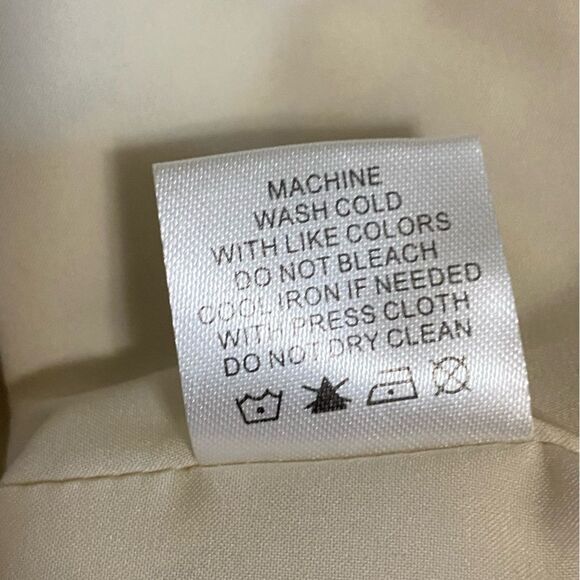 MACHINE
WASH COLD
WITH LIKE COLORS
DO NOT BLEACH
COOL IRON IF NEEDED
WITH PRESS CLOTH
DO NOT DRY CLEAN